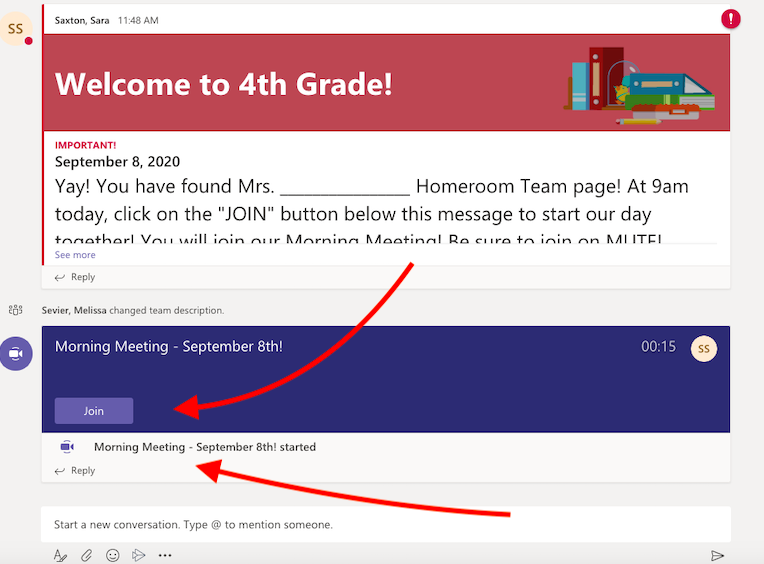 SS
Saxton, Sara 11:48 AM
Welcome to 4th Grade!
IMPORTANT!
September 8, 2020
Yay! You have found Mrs. _______________ Homeroom Team page! At 9am
today, click on the "JOIN" button below this message to start our day
together! You will join our Morning Meeting! Be sure to join on MUTE!
See more
Reply
Sevier, Melissa changed team description.
Morning Meeting - September 8th! 00:15 SS
Join
Morning Meeting - September 8th! started
Reply
Start a new conversation. Type @ to mention someone.